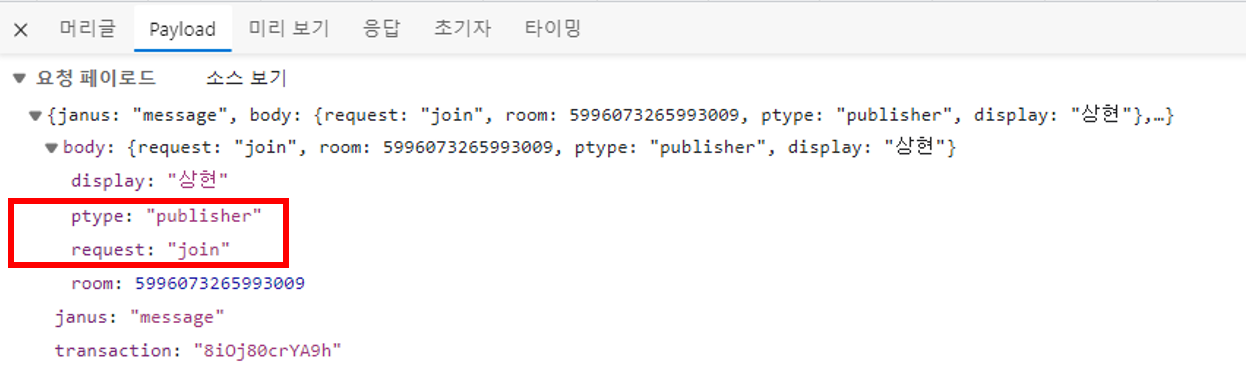 × 머리글 Payload 미리 보기 응답 초기자 타이밍
▼ 요청 페이로드 소스 보기
▼{janus: "message", body: {request: "join", room: 5996073265993009, ptype: "publisher", display: "상현"},…}
▼body: {request: "join", room: 5996073265993009, ptype: "publisher", display: "상현"}
display: "상현"
ptype: "publisher"
request: "join"
room: 5996073265993009
janus: "message"
transaction: "8iOj80crYA9h"